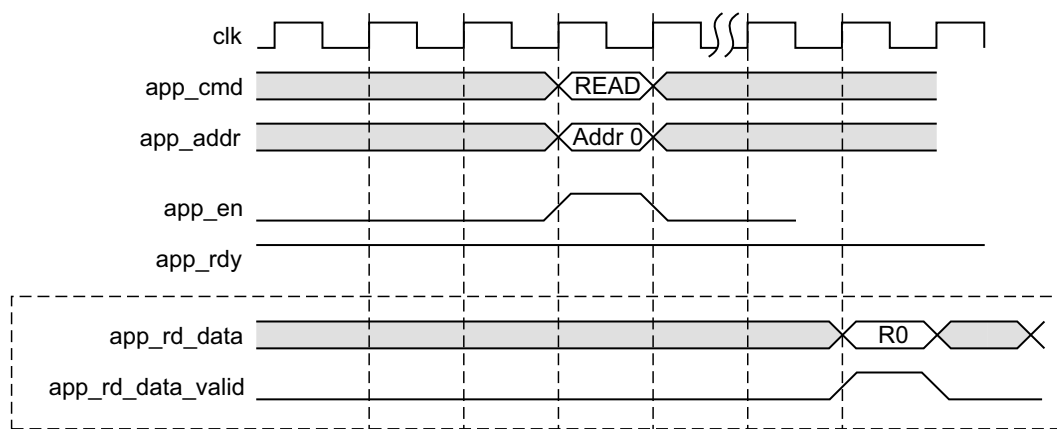 clk
app_cmd READ
app_addr Addr 0
app_en
app_rdy
app_rd_data R0
app_rd_data_valid